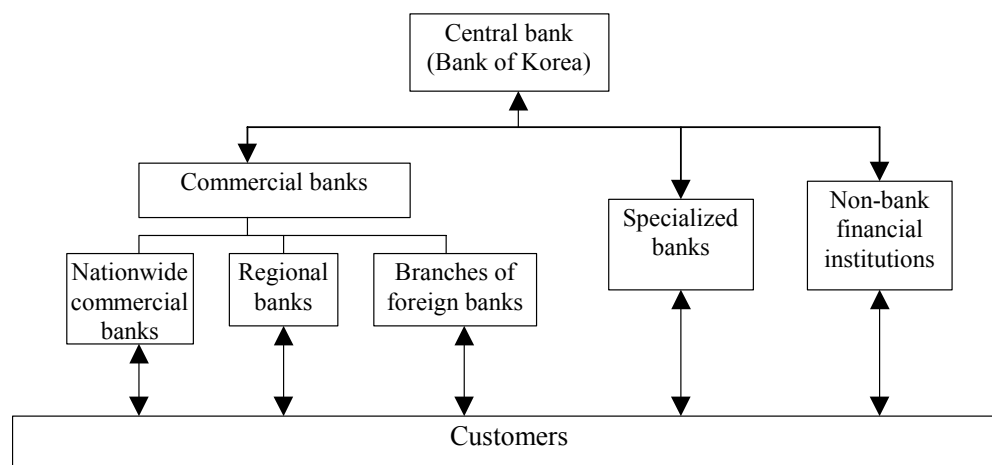 Central bank
(Bank of Korea)
Commercial banks
Specialized
banks
Non-bank
financial
institutions
Nationwide
commercial
banks
Regional
banks
Branches of
foreign banks
Customers